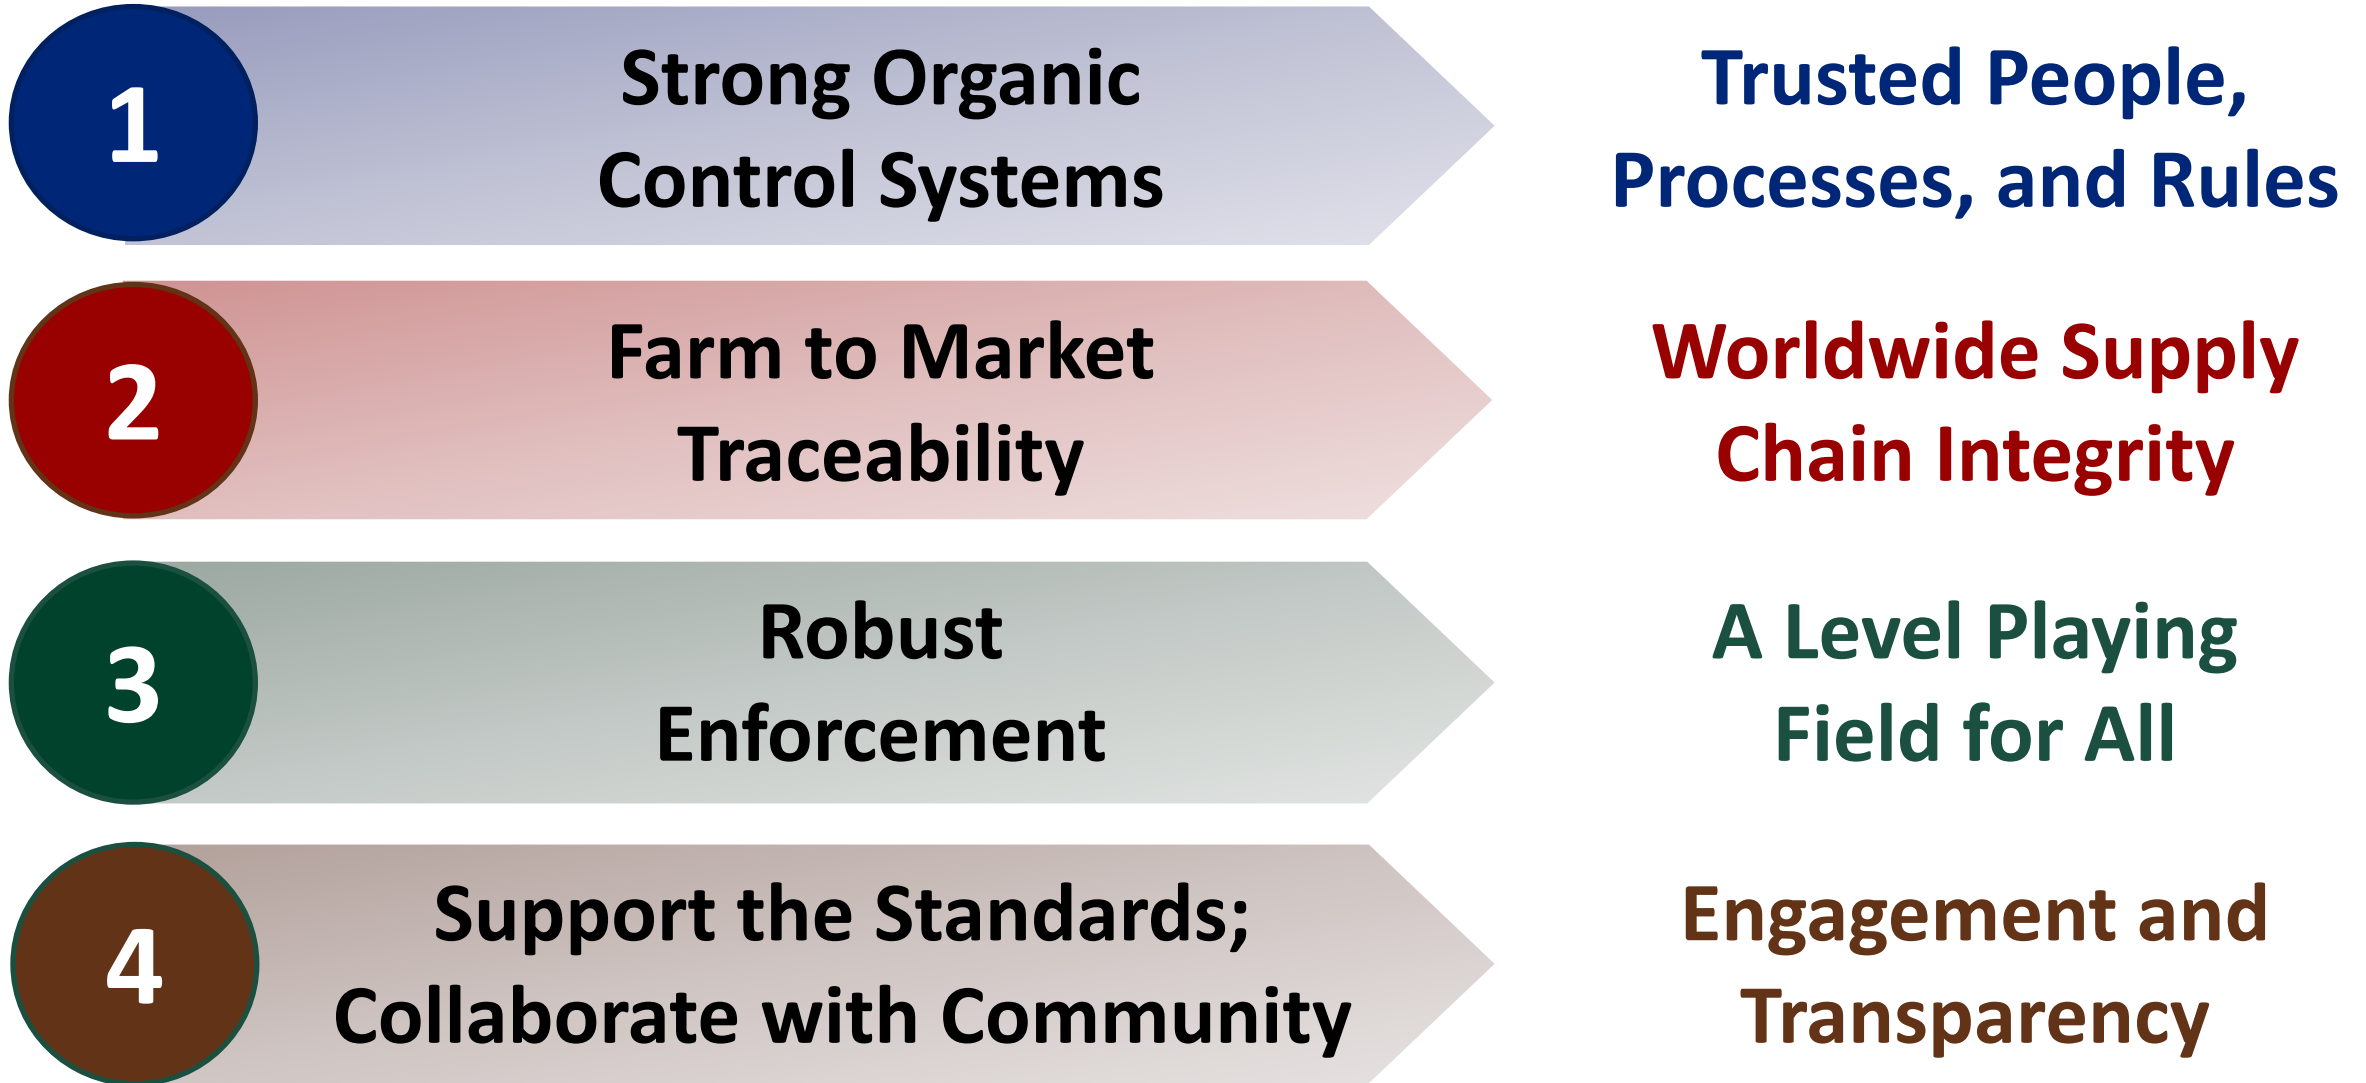 1
Strong Organic
Control Systems
Trusted People,
Processes, and Rules
2
Farm to Market
Traceability
Worldwide Supply
Chain Integrity
3
Robust
Enforcement
A Level Playing
Field for All
4
Support the Standards;
Collaborate with Community
Engagement and
Transparency